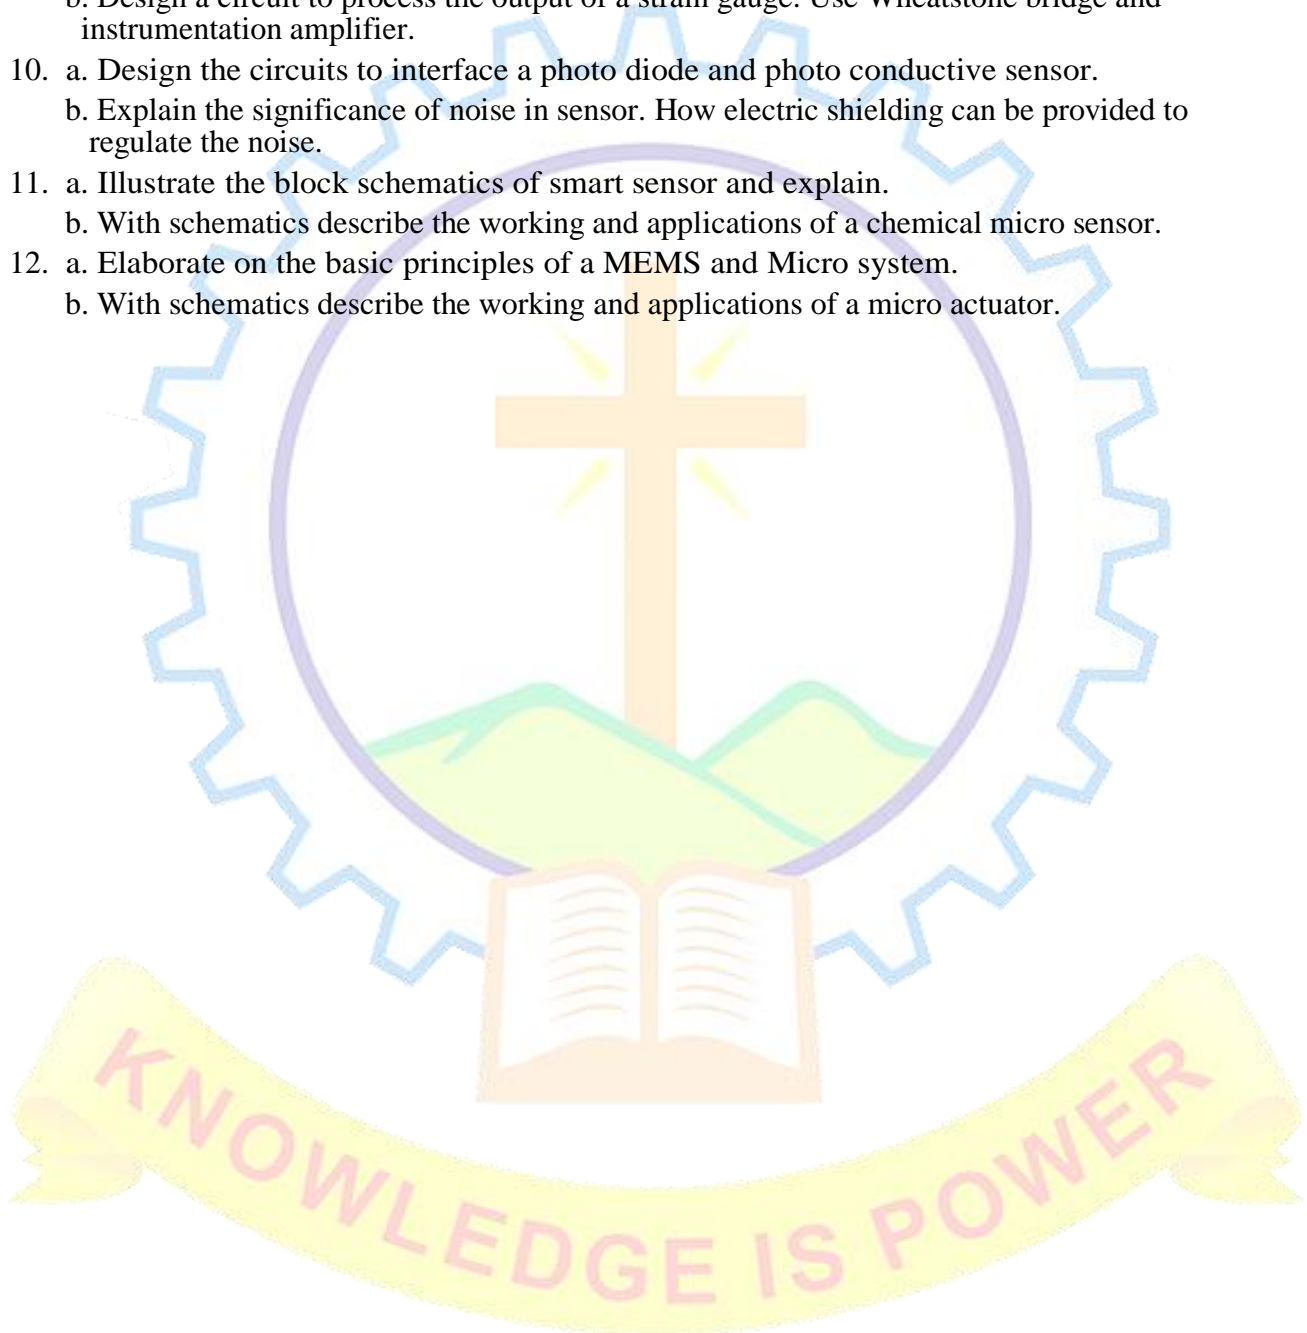 b. Design a circuit to process the output of a strain gauge. Use Wheatstone bridge and
instrumentation amplifier.
10. a. Design the circuits to interface a photo diode and photo conductive sensor.
b. Explain the significance of noise in sensor. How electric shielding can be provided to
regulate the noise.
11. a. Illustrate the block schematics of smart sensor and explain.
b. With schematics describe the working and applications of a chemical micro sensor.
12. a. Elaborate on the basic principles of a MEMS and Micro system.
b. With schematics describe the working and applications of a micro actuator.
KNOWLEDGE IS POWER